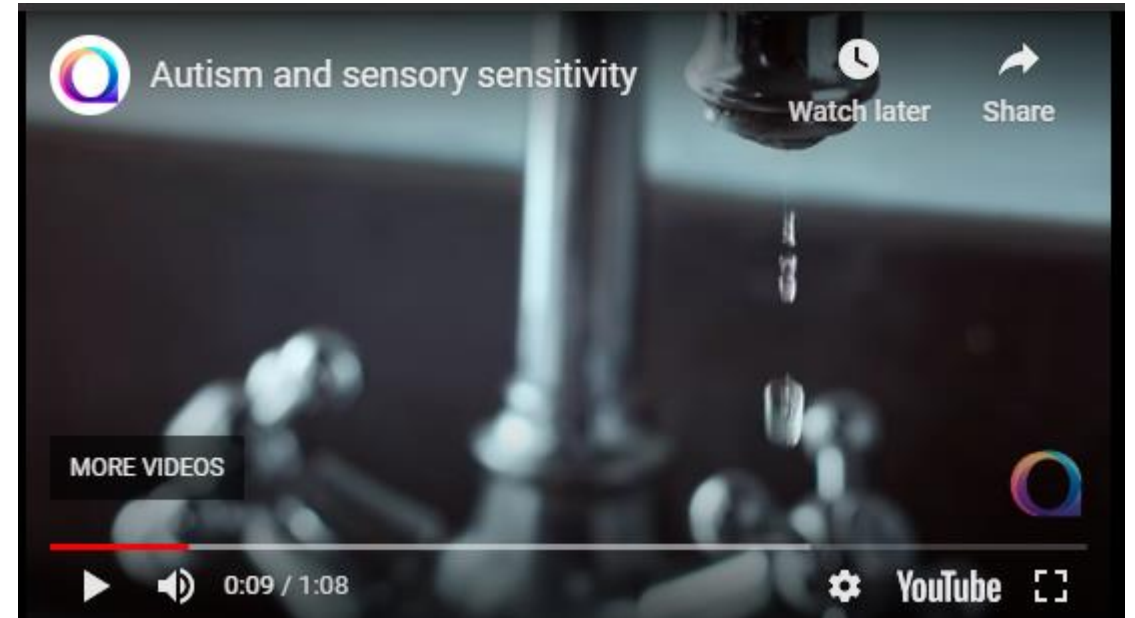 Autism and sensory sensitivity
Watch later
Share
MORE VIDEOS
0:09 / 1:08
YouTube